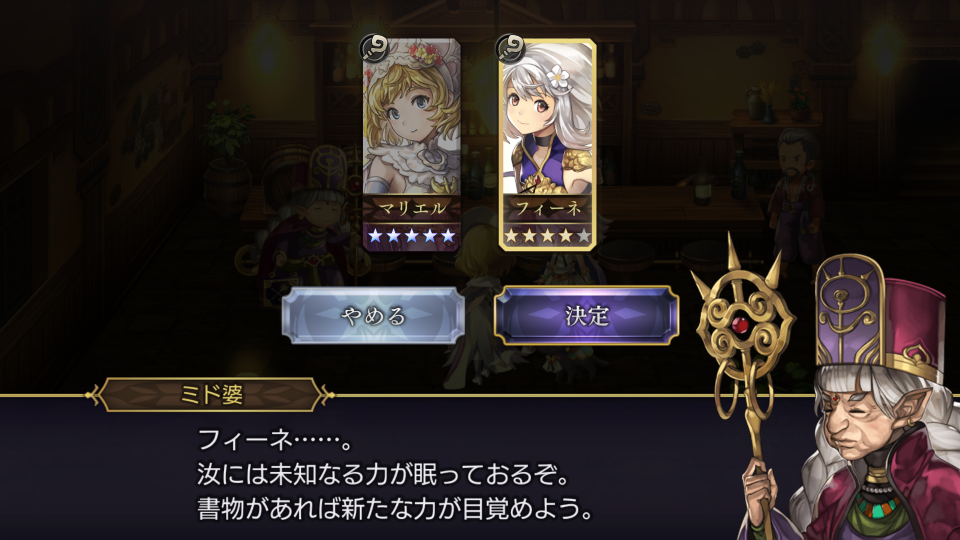 マリエル
フィーネ
やめる
決定
ミド婆
フィーネ……。
汝には未知なる力が眠っておるぞ。
書物があれば新たな力が目覚めよう。